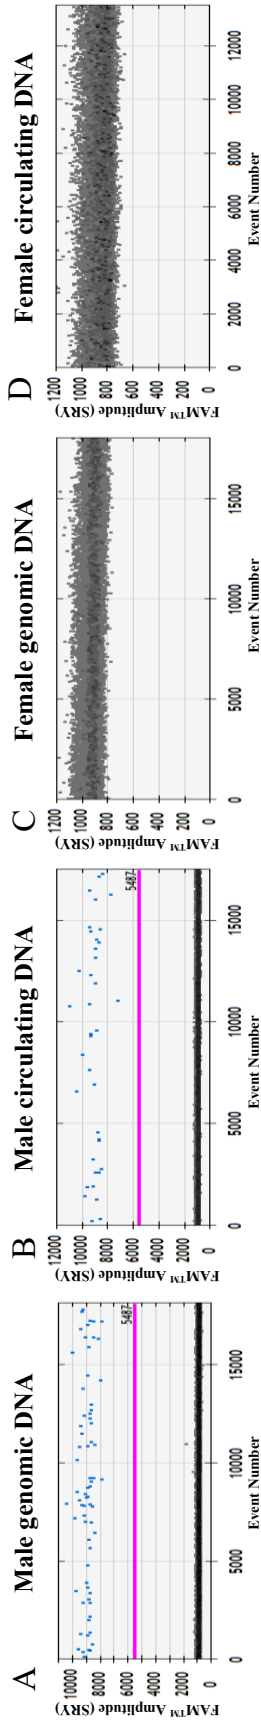 A Male genomic DNA
FAM™ Amplitude (SRY)
10000
8000
6000
4000
2000
0
5487
0 5000 10000 15000
Event Number
B Male circulating DNA
FAM™ Amplitude (SRY)
12000
10000
8000
6000
4000
2000
0
5487
0 5000 10000 15000
Event Number
C Female genomic DNA
FAM™ Amplitude (SRY)
1200
1000
800
600
400
200
0
0 5000 10000 15000
Event Number
D Female circulating DNA
FAM™ Amplitude (SRY)
1200
1000
800
600
400
200
0
0 2000 4000 6000 8000 10000 12000
Event Number